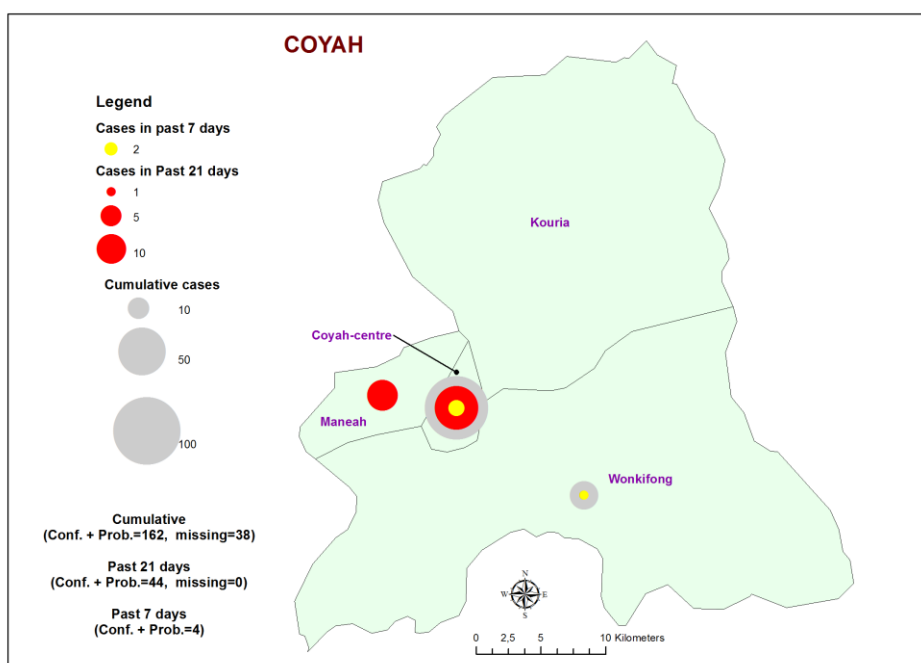 COYAH
Legend
Cases in past 7 days
2
Cases in Past 21 days
1
5
10
Cumulative cases
10
50
100
Cumulative
(Conf. + Prob.=162, missing=38)
Past 21 days
(Conf. + Prob.=44, missing=0)
Past 7 days
(Conf. + Prob.=4)
Kouria
Coyah-centre
Maneah
Wonkifong
N
W E
S
0 2,5 5 10 Kilometers